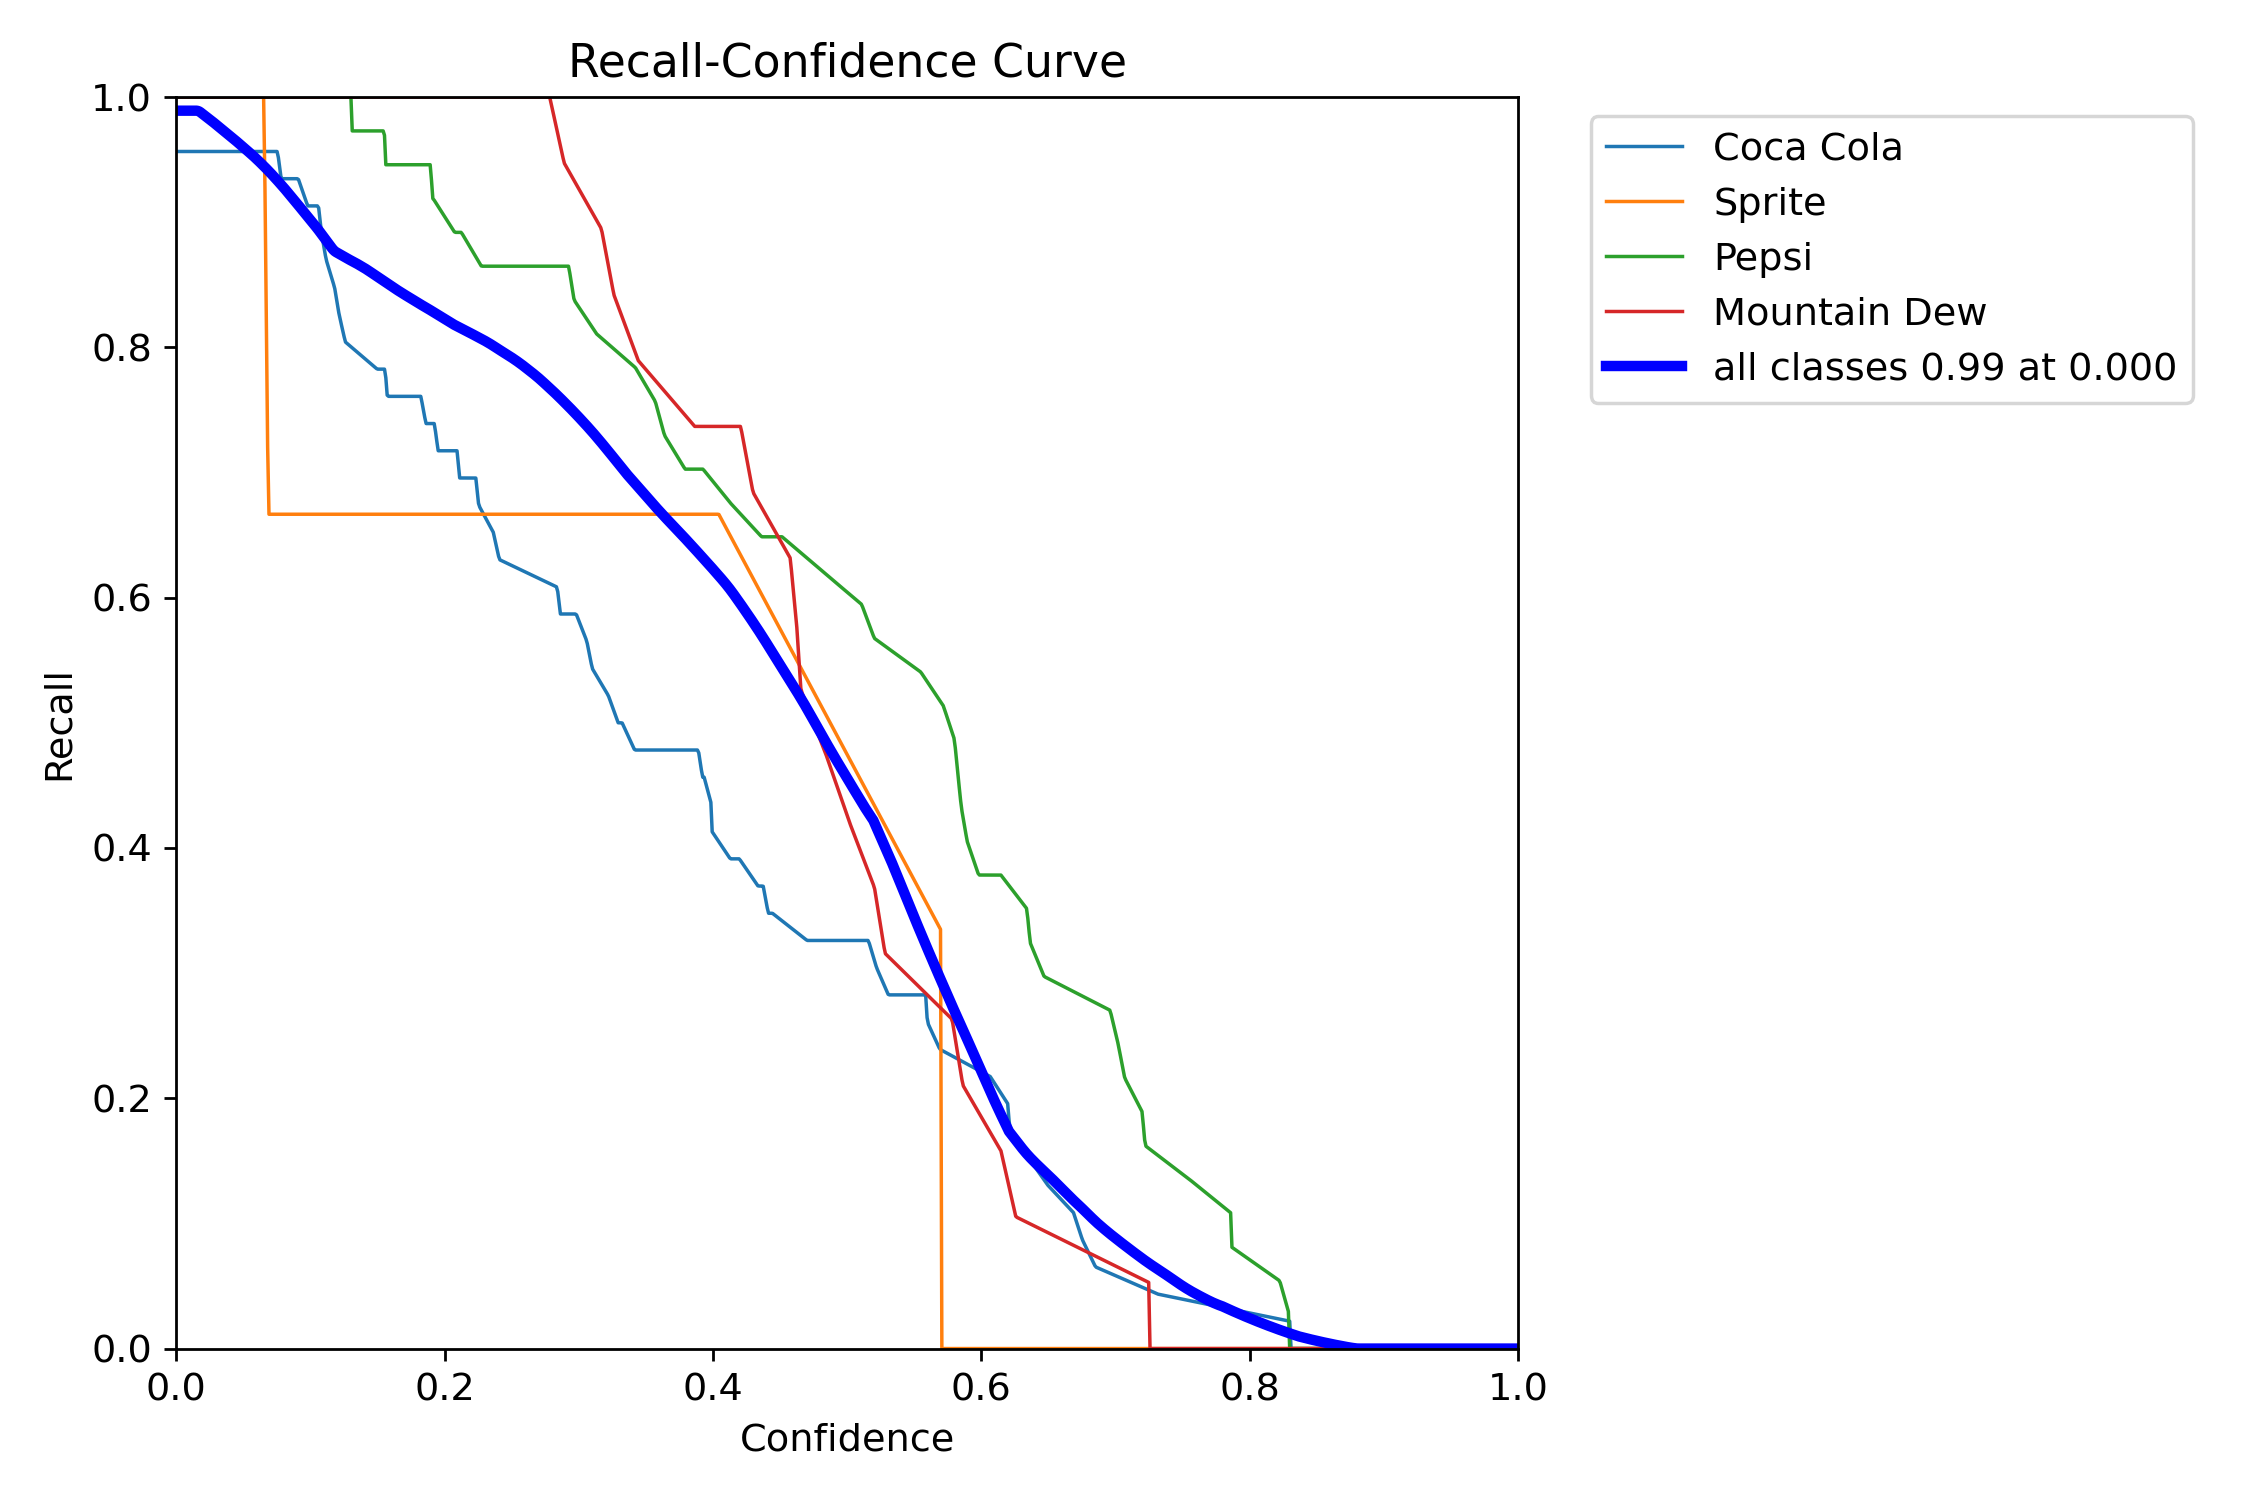 Recall-Confidence Curve
1.0
0.8
0.6
0.4
0.2
0.0
Recall
0.0 0.2 0.4 0.6 0.8 1.0
Confidence
Coca Cola
Sprite
Pepsi
Mountain Dew
all classes 0.99 at 0.000